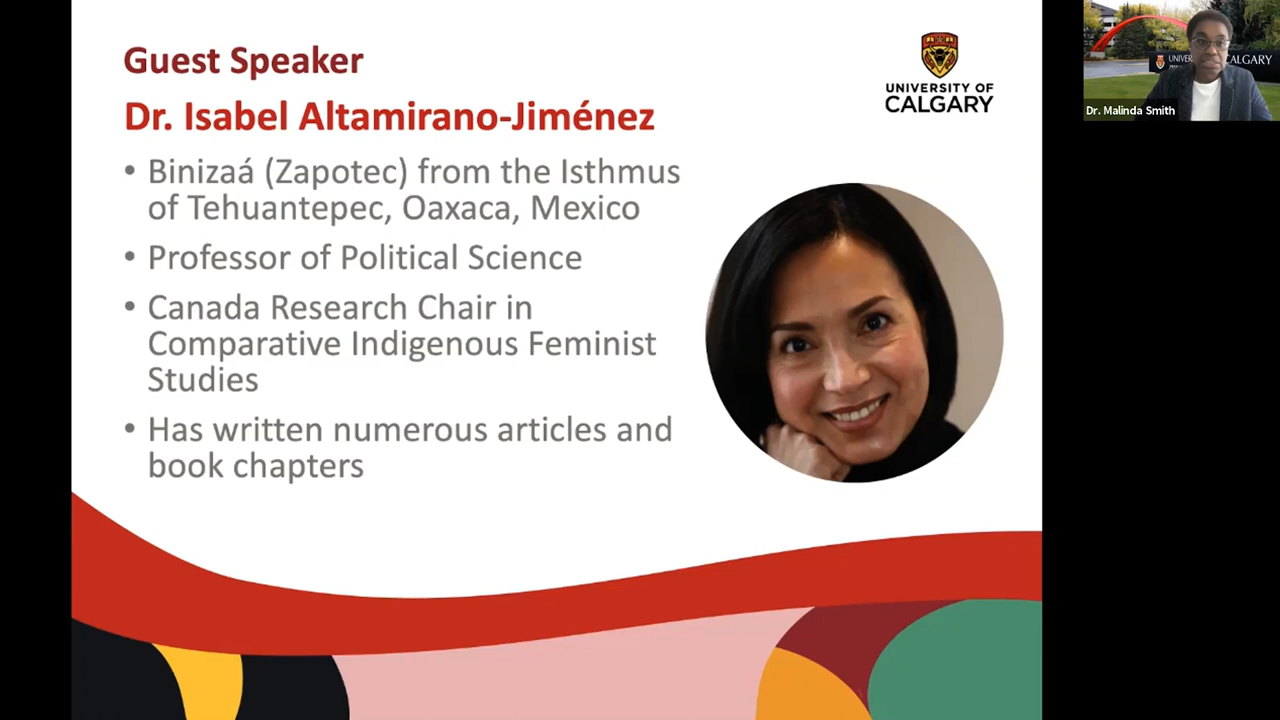 Guest Speaker
Dr. Isabel Altamirano-Jiménez
• Binizaá (Zapotec) from the Isthmus
of Tehuantepec, Oaxaca, Mexico
• Professor of Political Science
• Canada Research Chair in
Comparative Indigenous Feminist
Studies
• Has written numerous articles and
book chapters
UNIVERSITY OF
CALGARY
CALGARY
Dr. Malinda Smith